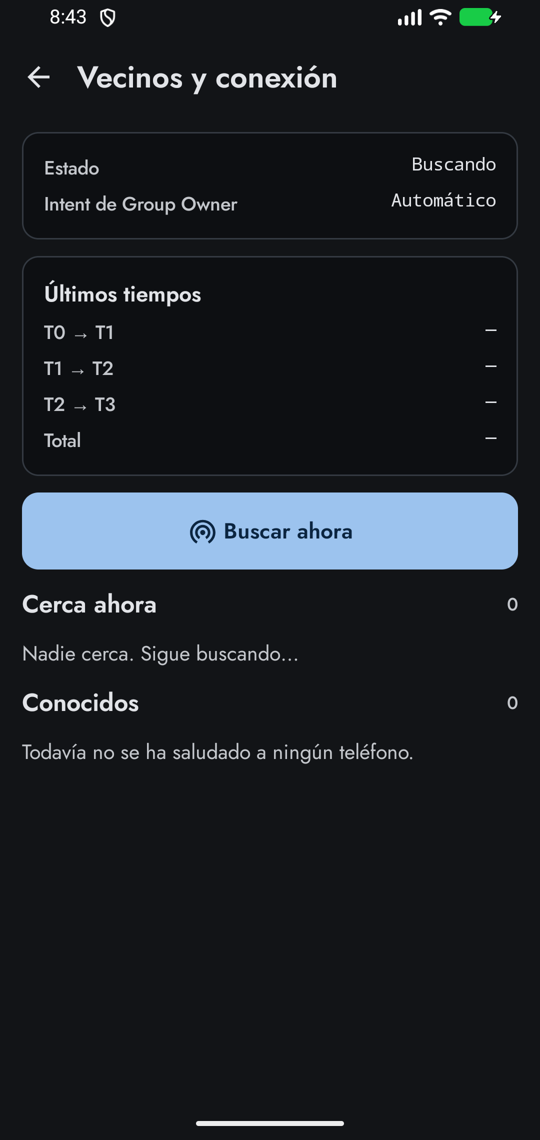 8:43
Vecinos y conexión
Estado Buscando
Intent de Group Owner Automático
Últimos tiempos
T0 → T1 —
T1 → T2 —
T2 → T3 —
Total —
Buscar ahora
Cerca ahora 0
Nadie cerca. Sigue buscando...
Conocidos 0
Todavía no se ha saludado a ningún teléfono.